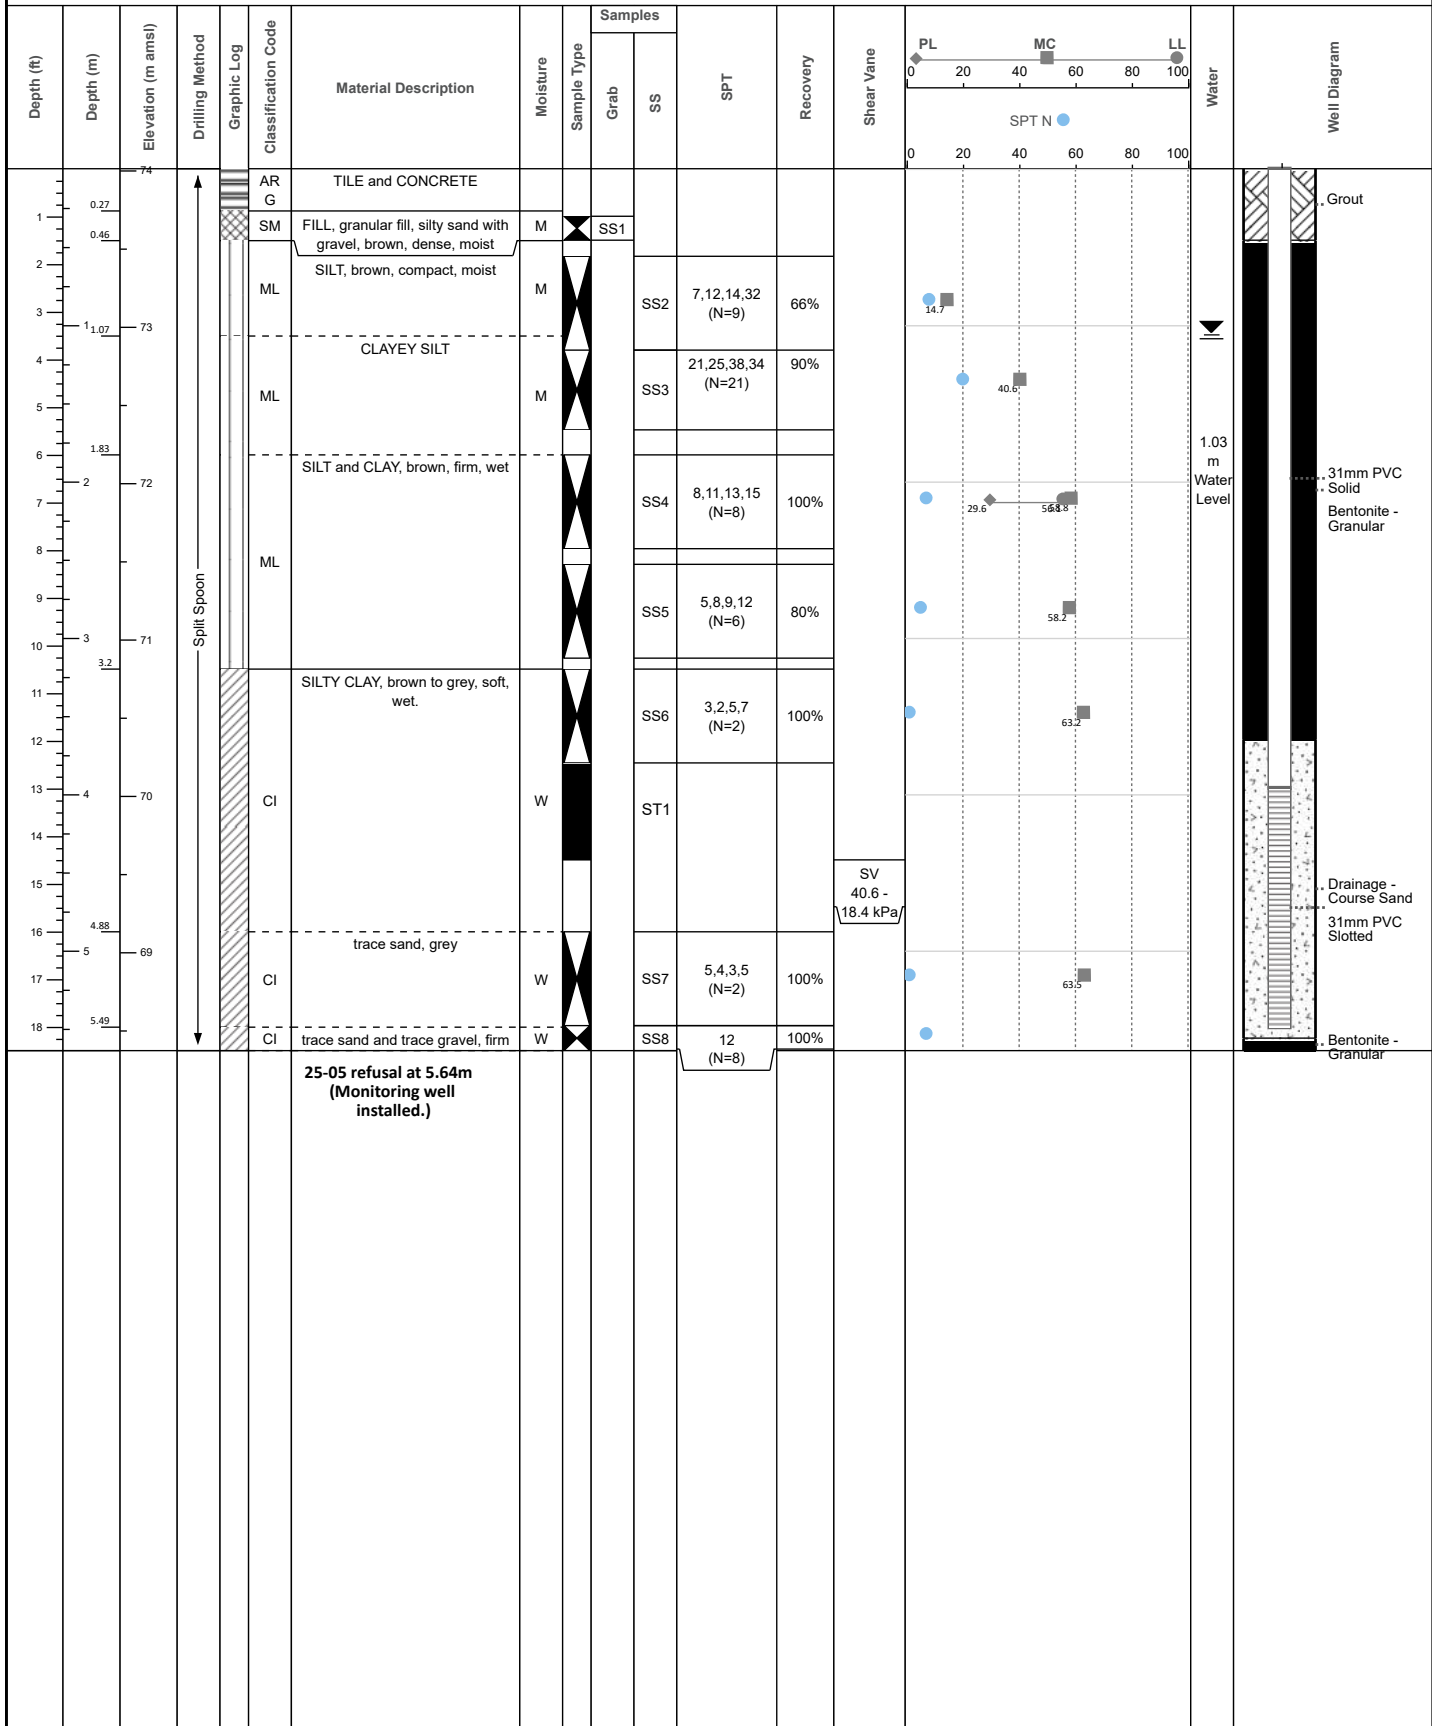 Depth (ft)
Depth (m)
Elevation (m amsl)
Drilling Method
Graphic Log
Classification Code
Material Description
Moisture
Sample Type
Samples
Grab
SS
SPT
Recovery
Shear Vane
PL MC LL
0 20 40 60 80 100
SPT N
0 20 40 60 80 100
Water
Well Diagram
74
AR
G
TILE and CONCRETE
Grout
0.27
1
SM
FILL, granular fill, silty sand with
gravel, brown, dense, moist
M
SS1
0.46
2
SILT, brown, compact, moist
ML
M
SS2
7,12,14,32
(N=9)
66%
14.7
3
1
1.07
73
CLAYEY SILT
4
21,25,38,34
(N=21)
90%
SS3
40.6
ML
M
5
1.83
6
SILT and CLAY, brown, firm, wet
1.03
m
Water
Level
2
72
31mm PVC
Solid
7
SS4
8,11,13,15
(N=8)
100%
29.6
Bentonite -
Granular
8
ML
Split Spoon
9
SS5
5,8,9,12
(N=6)
80%
58.2
3
71
10
3.2
SILTY CLAY, brown to grey, soft,
wet.
11
SS6
3,2,5,7
(N=2)
100%
63.2
12
13
4
70
CI
W
ST1
14
15
SV
40.6 -
18.4 kPa
Drainage -
Course Sand
31mm PVC
Slotted
4.88
16
trace sand, grey
5
69
17
CI
W
SS7
5,4,3,5
(N=2)
100%
63.5
5.49
18
CI
trace sand and trace gravel, firm
W
SS8
12
(N=8)
100%
Bentonite -
Granular
25-05 refusal at 5.64m
(Monitoring well
installed.)